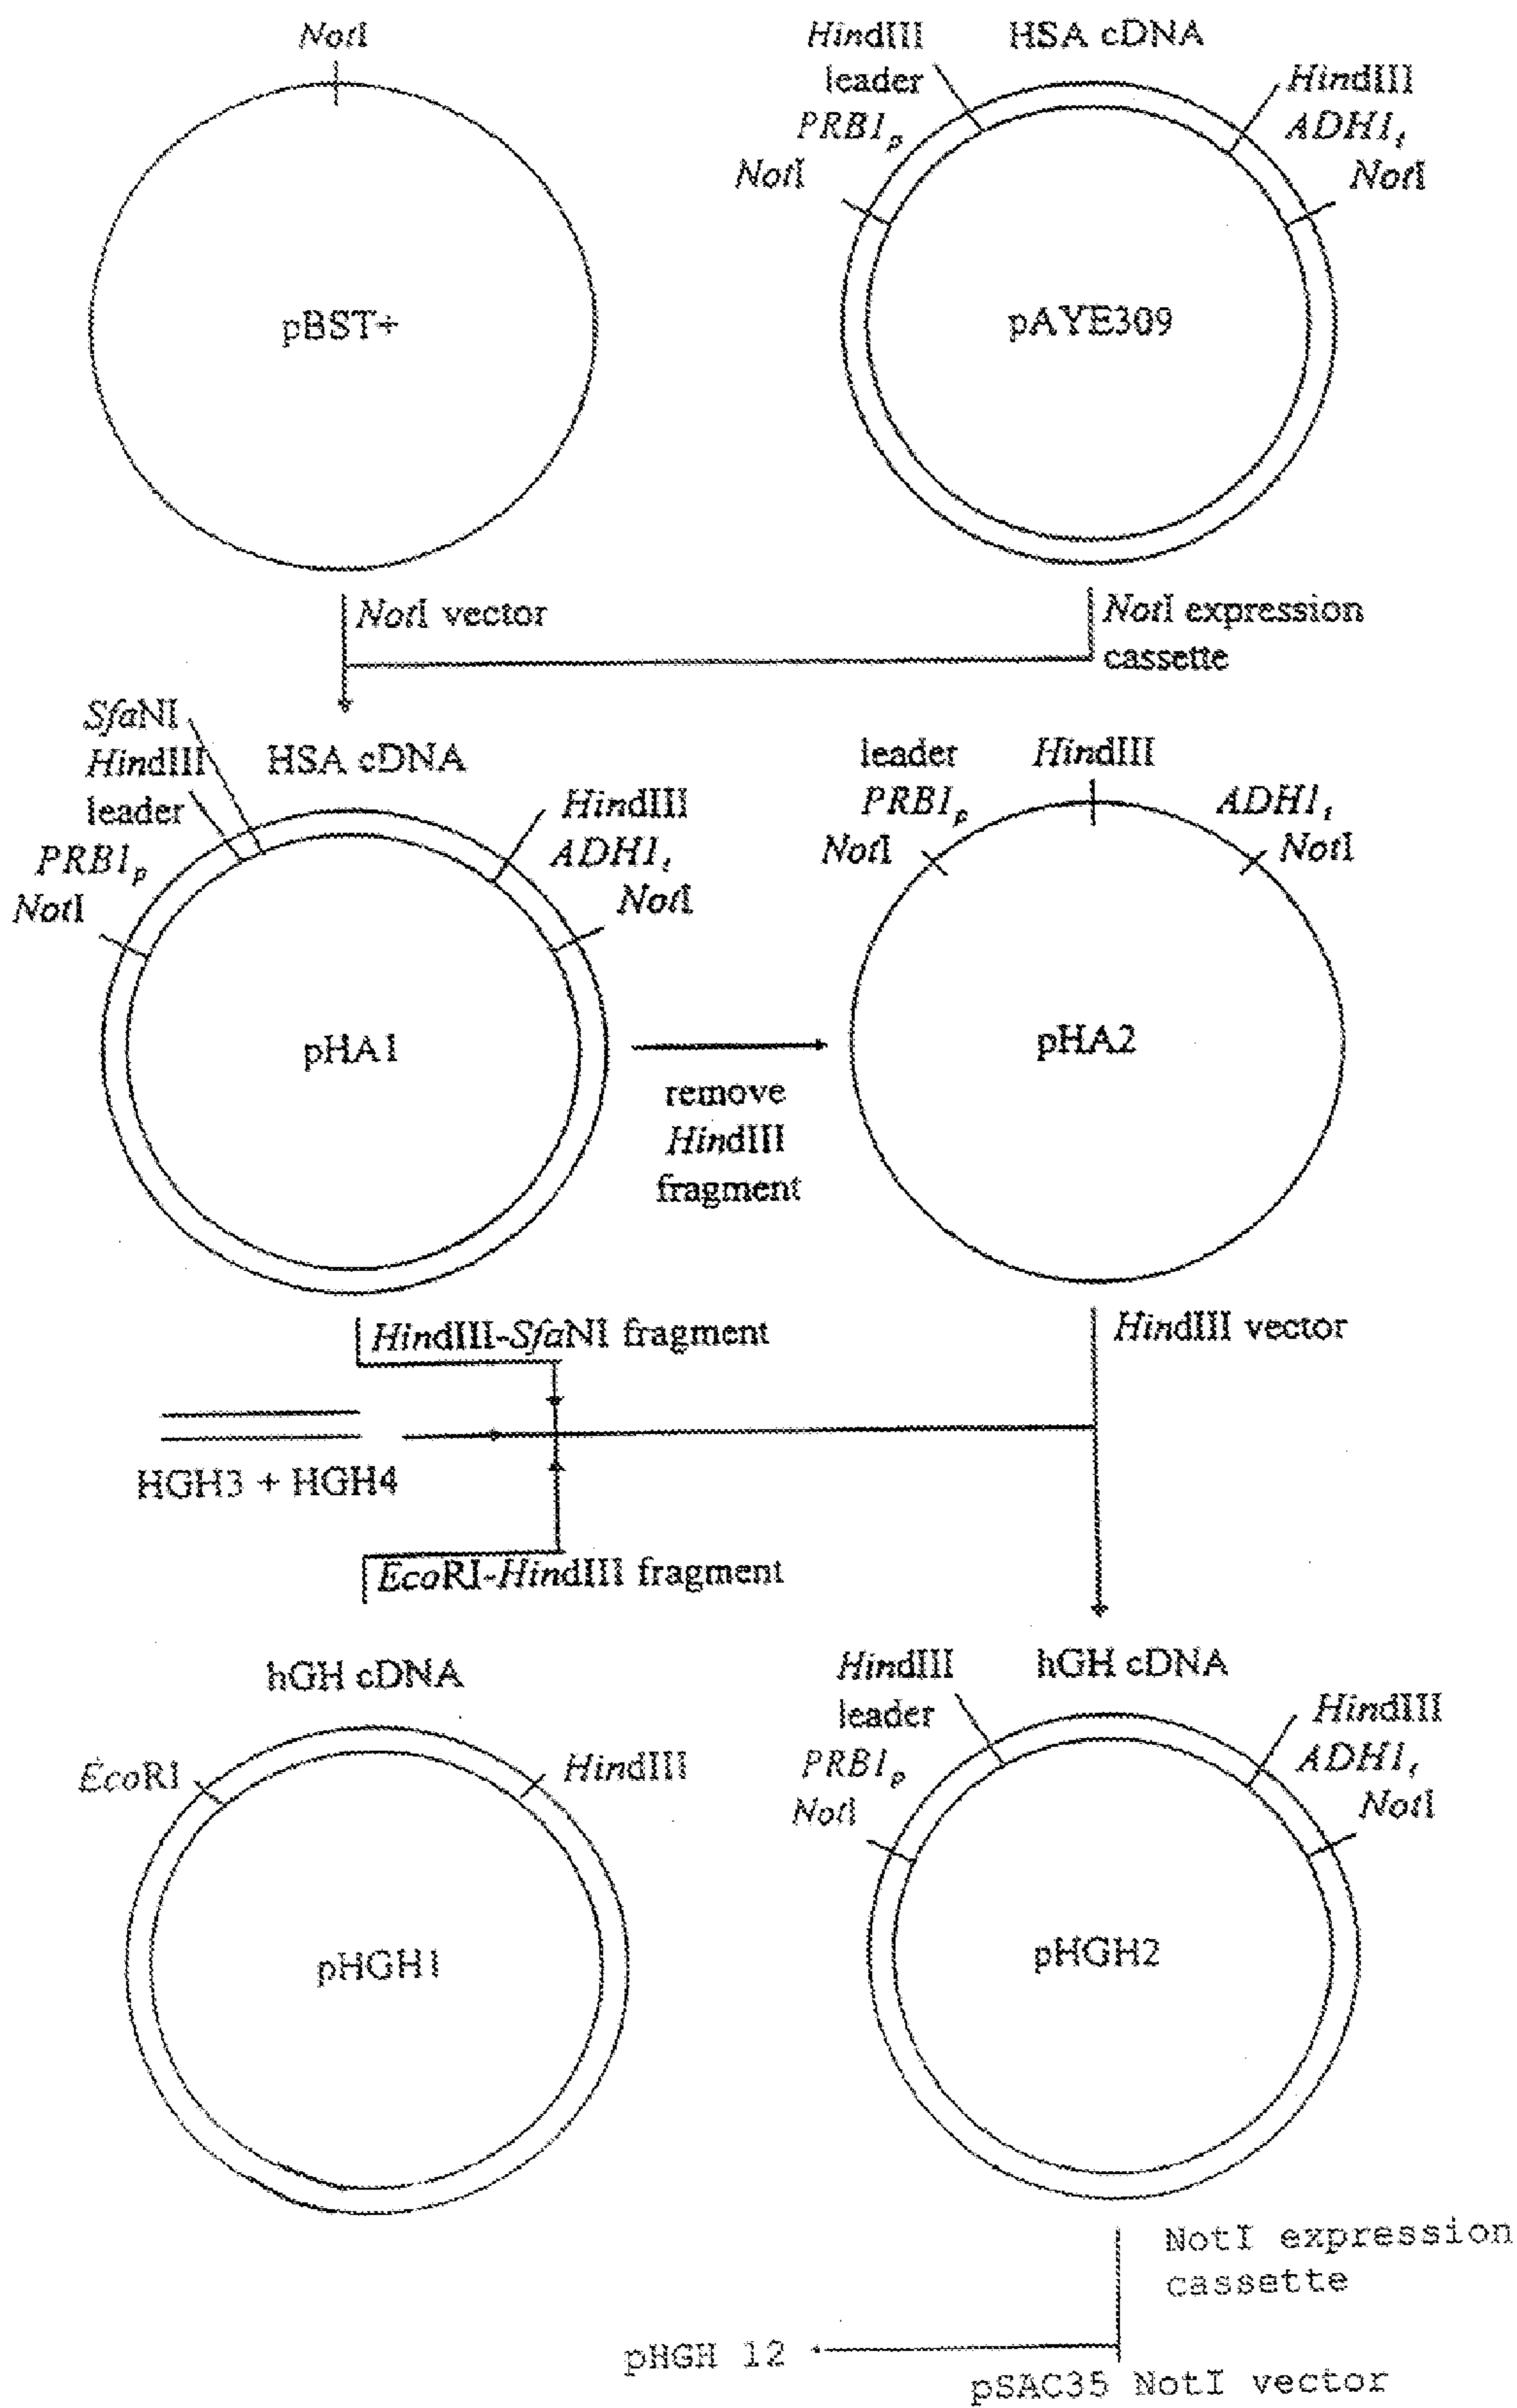 NotI
pBST+
HindIII
leader
PRB1p
NotI
HSA cDNA
HindIII
ADH1t
NotI
pAYE309
NotI vector
NotI expression
cassette
SfaNI
HindIII
leader
PRB1p
NotI
HSA cDNA
HindIII
ADH1t
NotI
pHA1
remove
HindIII
fragment
leader
PRB1p
NotI
HindIII
ADH1t
NotI
pHA2
HindIII-SfaNI fragment
HindIII vector
HGH3 + HGH4
EcoRI-HindIII fragment
hGH cDNA
EcoRI
HindIII
pHGH1
HindIII
leader
PRB1p
NotI
hGH cDNA
HindIII
ADH1t
NotI
pHGH2
NotI expression
cassette
pHGH 12
pSAC35 NotI vector